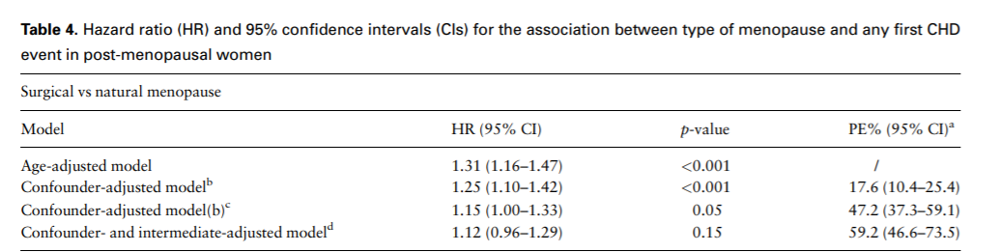 Table 4. Hazard ratio (HR) and 95% confidence intervals (CIs) for the association between type of menopause and any first CHD
event in post-menopausal women
Surgical vs natural menopause
Model HR (95% CI) p-value PE% (95% CI)a
Age-adjusted model 1.31 (1.16–1.47) <0.001 /
Confounder-adjusted modelb 1.25 (1.10–1.42) <0.001 17.6 (10.4–25.4)
Confounder-adjusted model(b)c 1.15 (1.00–1.33) 0.05 47.2 (37.3–59.1)
Confounder- and intermediate-adjusted modeld 1.12 (0.96–1.29) 0.15 59.2 (46.6–73.5)